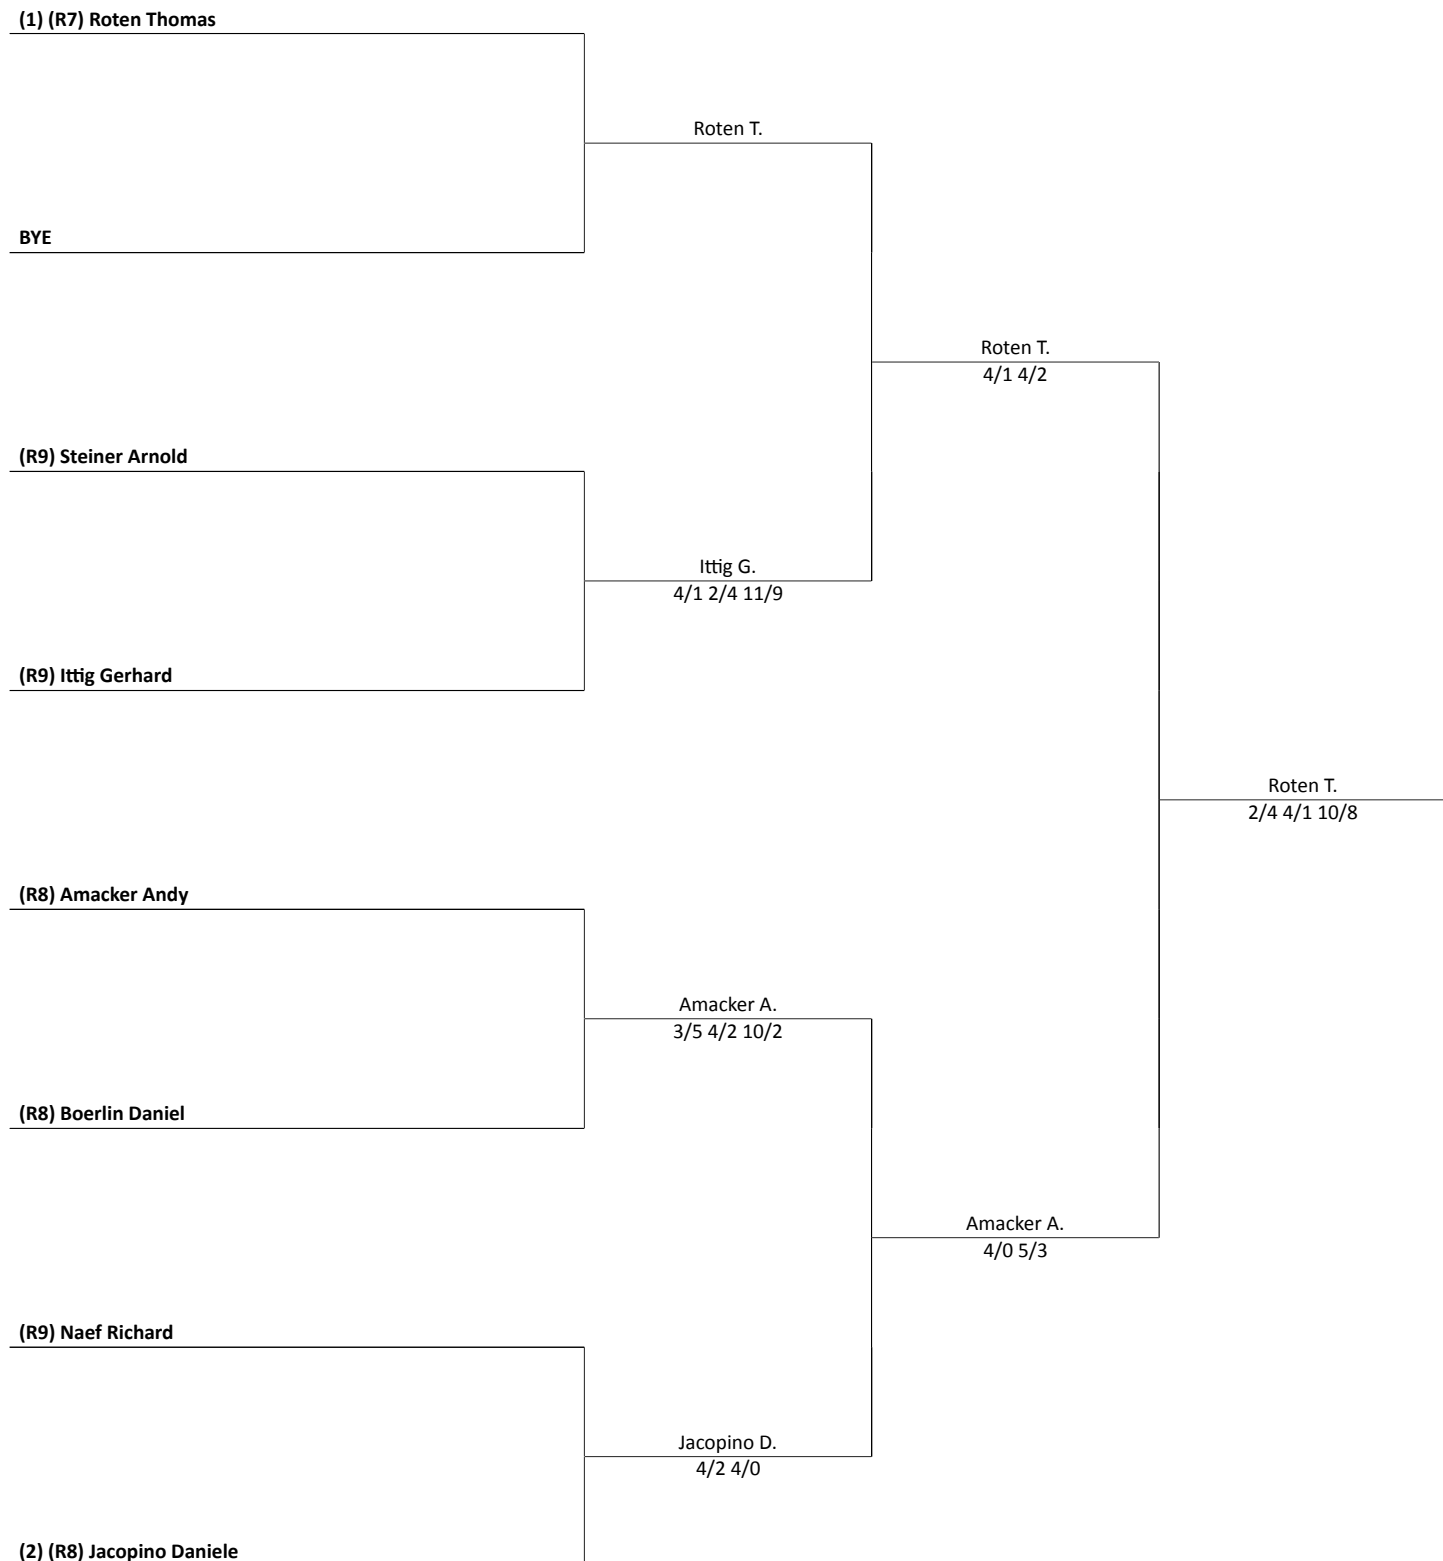 (1) (R7) Roten Thomas
Roten T.
BYE
Roten T.
4/1 4/2
(R9) Steiner Arnold
Ittig G.
4/1 2/4 11/9
(R9) Ittig Gerhard
Roten T.
2/4 4/1 10/8
(R8) Amacker Andy
Amacker A.
3/5 4/2 10/2
(R8) Boerlin Daniel
Amacker A.
4/0 5/3
(R9) Naef Richard
Jacopino D.
4/2 4/0
(2) (R8) Jacopino Daniele